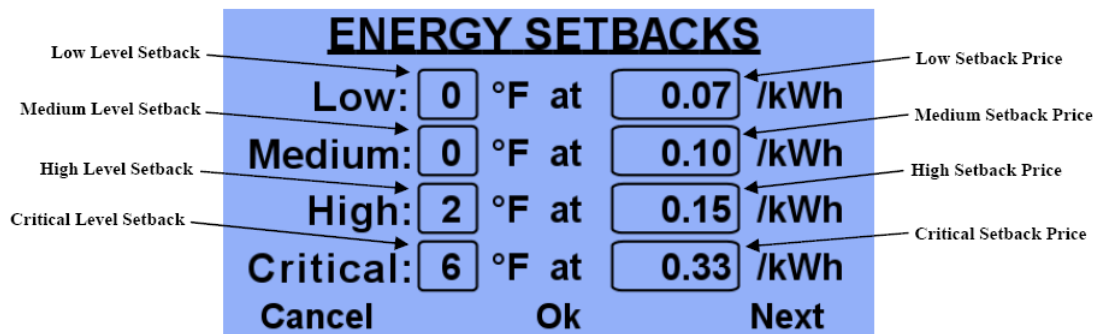 ENERGY SETBACKS
Low Level Setback
Low: 0 °F at 0.07 /kWh
Low Setback Price
Medium Level Setback
Medium: 0 °F at 0.10 /kWh
Medium Setback Price
High Level Setback
High: 2 °F at 0.15 /kWh
High Setback Price
Critical Level Setback
Critical: 6 °F at 0.33 /kWh
Critical Setback Price
Cancel Ok Next